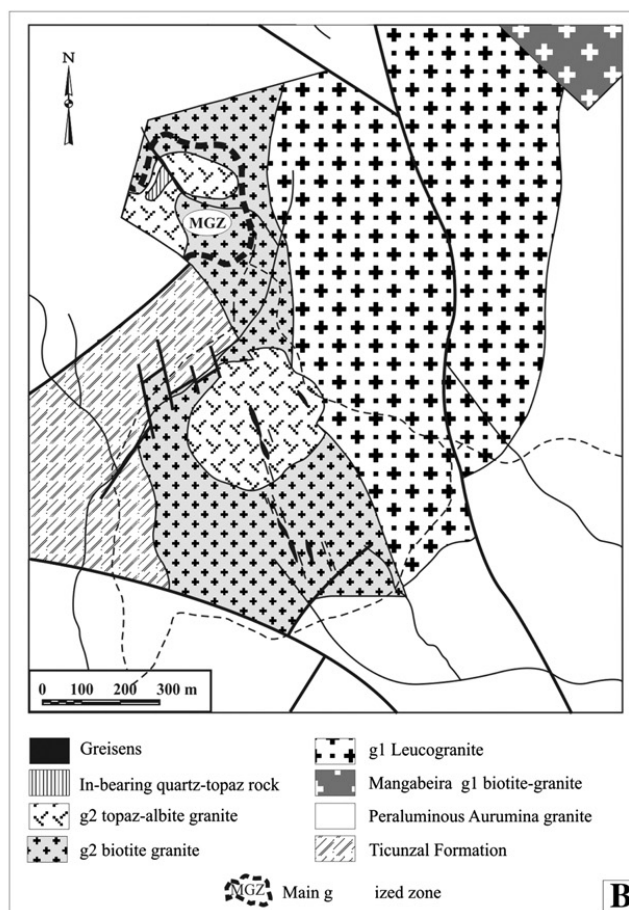 N
MGZ
0 100 200 300 m
Greisens
In-bearing quartz-topaz rock
g2 topaz-albite granite
g2 biotite granite
g1 Leucogranite
Mangabeira g1 biotite-granite
Peraluminous Aurumina granite
Ticunzal Formation
MGZ Main g ized zone
B